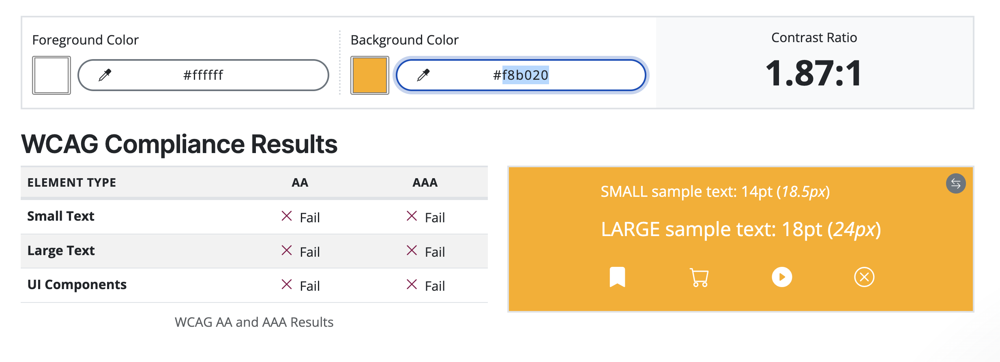 Foreground Color
#ffffff
Background Color
#f8b020
Contrast Ratio
1.87:1
WCAG Compliance Results
ELEMENT TYPE AA AAA
Small Text Fail Fail
Large Text Fail Fail
UI Components Fail Fail
WCAG AA and AAA Results
SMALL sample text: 14pt (18.5px)
LARGE sample text: 18pt (24px)